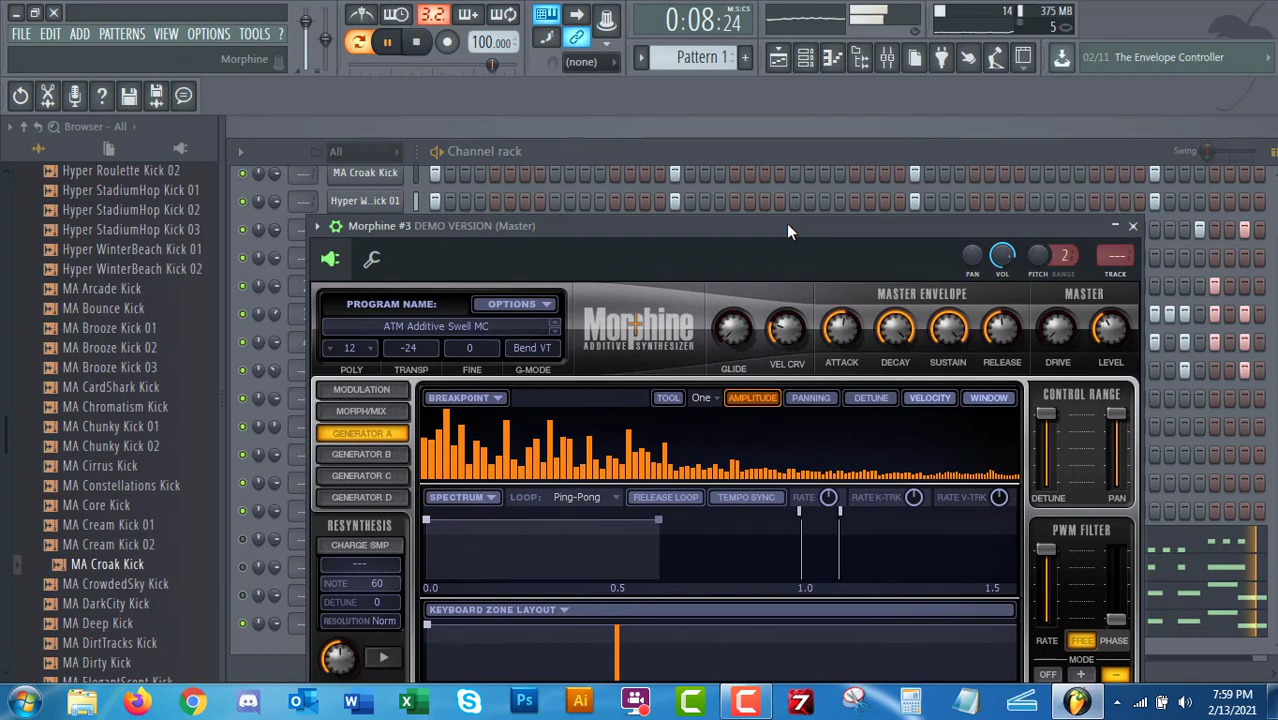 3.2.
0:08:24
M:S:CS
14
375 MB
5
FILE EDIT ADD PATTERNS VIEW OPTIONS TOOLS ?
100.000
Morphine
(none)
Pattern 1
02/11 The Envelope Controller
Browser - All
All
Channel rack
Swing
Hyper Roulette Kick 02
Hyper StadiumHop Kick 01
Hyper StadiumHop Kick 02
Hyper StadiumHop Kick 03
Hyper WinterBeach Kick 01
Hyper WinterBeach Kick 02
MA Arcade Kick
MA Bounce Kick
MA Brooze Kick 01
MA Brooze Kick 02
MA Brooze Kick 03
MA CardShark Kick
MA Chromatism Kick
MA Chunky Kick 01
MA Chunky Kick 02
MA Cirrus Kick
MA Constellations Kick
MA Core Kick
MA Cream Kick 01
MA Cream Kick 02
MA Croak Kick
MA CrowdedSky Kick
MA DarkCity Kick
MA Deep Kick
MA DirtTracks Kick
MA Dirty Kick
MA ElegantScent Kick
MA Croak Kick
Hyper W..ick 01
Morphine #3 DEMO VERSION (Master)
2
---
PAN VOL PITCH RANGE TRACK
PROGRAM NAME: OPTIONS
ATM Additive Swell MC
12 -24 0 Bend VT
POLY TRANSP FINE G-MODE
Morphine
ADDITIVE SYNTHESIZER
GLIDE VEL CRV
MASTER ENVELOPE
ATTACK DECAY SUSTAIN RELEASE
MASTER
DRIVE LEVEL
MODULATION
MORPH/MIX
GENERATOR A
GENERATOR B
GENERATOR C
GENERATOR D
RESYNTHESIS
CHARGE SMP
---
NOTE 60
DETUNE 0
RESOLUTION Norm
BREAKPOINT TOOL One AMPLITUDE PANNING DETUNE VELOCITY WINDOW
SPECTRUM LOOP: Ping-Pong RELEASE LOOP TEMPO SYNC RATE RATE K-TRK RATE V-TRK
0.0 0.5 1.0 1.5
KEYBOARD ZONE LAYOUT
CONTROL RANGE
DETUNE PAN
PWM FILTER
RATE FREE PHASE
MODE
OFF + −
7:59 PM
2/13/2021